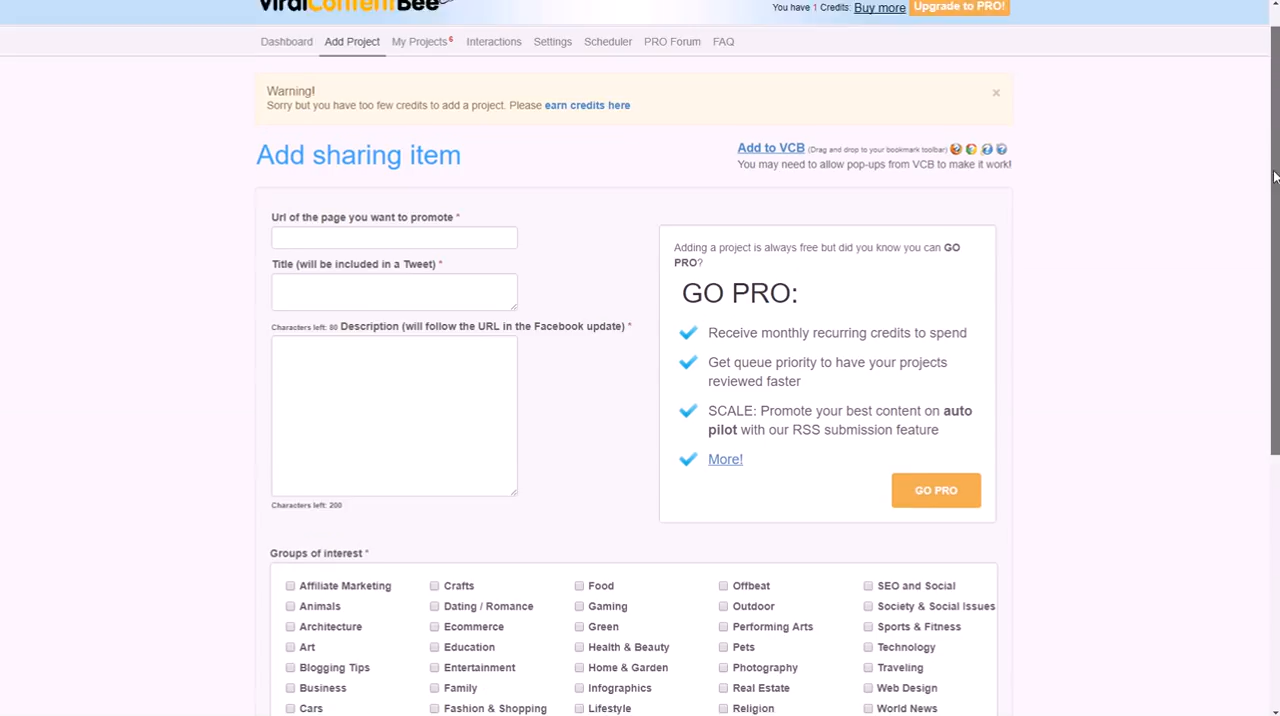 ViralContentBee
You have 1 Credits: Buy more Upgrade to PRO!
Dashboard Add Project My Projects 6 Interactions Settings Scheduler PRO Forum FAQ
Warning!
Sorry but you have too few credits to add a project. Please earn credits here
×
Add sharing item
Add to VCB (Drag and drop to your bookmark toolbar)
You may need to allow pop-ups from VCB to make it work!
Url of the page you want to promote *
Title (will be included in a Tweet) *
Characters left: 80 Description (will follow the URL in the Facebook update) *
Characters left: 200
Adding a project is always free but did you know you can GO
PRO?
GO PRO:
Receive monthly recurring credits to spend
Get queue priority to have your projects
reviewed faster
SCALE: Promote your best content on auto
pilot with our RSS submission feature
More!
GO PRO
Groups of interest *
Affiliate Marketing Crafts Food Offbeat SEO and Social
Animals Dating / Romance Gaming Outdoor Society & Social Issues
Architecture Ecommerce Green Performing Arts Sports & Fitness
Art Education Health & Beauty Pets Technology
Blogging Tips Entertainment Home & Garden Photography Traveling
Business Family Infographics Real Estate Web Design
Cars Fashion & Shopping Lifestyle Religion World News